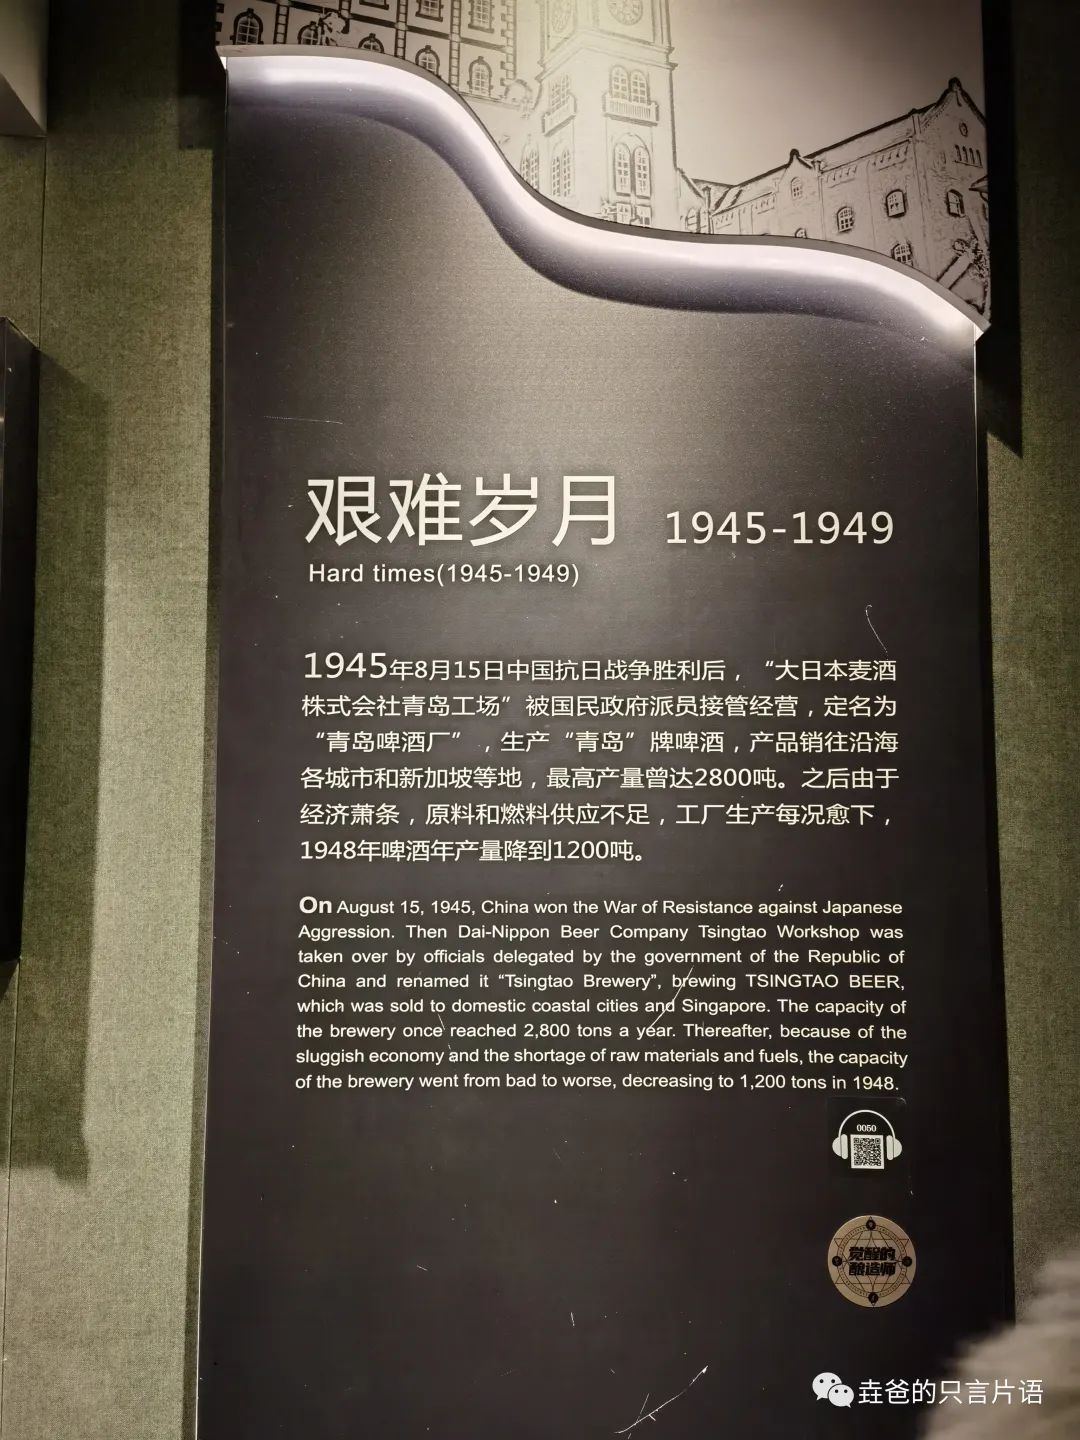 艰难岁月 1945-1949
Hard times(1945-1949)
1945年8月15日中国抗日战争胜利后，“大日本麦酒
株式会社青岛工场”被国民政府派员接管经营，定名为
“青岛啤酒厂”，生产“青岛”牌啤酒，产品销往沿海
各城市和新加坡等地，最高产量曾达2800吨。之后由于
经济萧条，原料和燃料供应不足，工厂生产每况愈下，
1948年啤酒年产量降到1200吨。
On August 15, 1945, China won the War of Resistance against Japanese
Aggression. Then Dai-Nippon Beer Company Tsingtao Workshop was
taken over by officials delegated by the government of the Republic of
China and renamed it “Tsingtao Brewery”, brewing TSINGTAO BEER,
which was sold to domestic coastal cities and Singapore. The capacity of
the brewery once reached 2,800 tons a year. Thereafter, because of the
sluggish economy and the shortage of raw materials and fuels, the capacity
of the brewery went from bad to worse, decreasing to 1,200 tons in 1948.
0050
觉醒的
酿造师
垚爸的只言片语